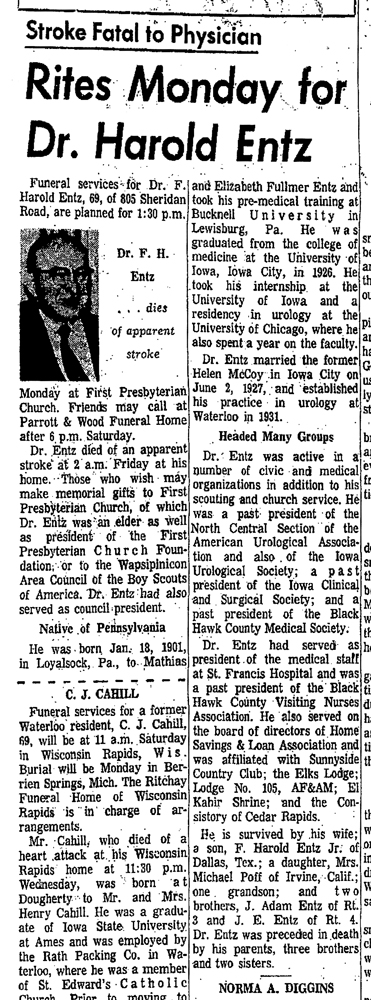 Stroke Fatal to Physician
Rites Monday for
Dr. Harold Entz
Funeral services for Dr. F.
Harold Entz, 69, of 805 Sheridan
Road, are planned for 1:30 p.m.
Dr. F. H.
Entz
. . . dies
of apparent
stroke
Monday at First Presbyterian
Church. Friends may call at
Parrott & Wood Funeral Home
after 6 p.m. Saturday.
Dr. Entz died of an apparent
stroke at 2 a.m. Friday at his
home. Those who wish may
make memorial gifts to First
Presbyterian Church, of which
Dr. Entz was an elder as well
as president of the First
Presbyterian Church Foun-
dation, or to the Wapsipinicon
Area Council of the Boy Scouts
of America. Dr. Entz had also
served as council president.
Native of Pennsylvania
He was born Jan. 18, 1901,
in Loyalsock, Pa., to Mathias
and Elizabeth Fullmer Entz and
took his pre-medical training at
Bucknell University in
Lewisburg, Pa. He was
graduated from the college of
medicine at the University of
Iowa, Iowa City, in 1926. He
took his internship at the
University of Iowa and a
residency in urology at the
University of Chicago, where he
also spent a year on the faculty.
Dr. Entz married the former
Helen McCoy in Iowa City on
June 2, 1927, and established
his practice in urology at
Waterloo in 1931.
Headed Many Groups
Dr. Entz was active in a
number of civic and medical
organizations in addition to his
scouting and church service. He
was a past president of the
North Central Section of the
American Urological Associa-
tion and also of the Iowa
Urological Society; a past
president of the Iowa Clinical
and Surgical Society; and a
past president of the Black
Hawk County Medical Society.
Dr. Entz had served as
president of the medical staff
at St. Francis Hospital and was
a past president of the Black
Hawk County Visiting Nurses
Association. He also served on
the board of directors of Home
Savings & Loan Association and
was affiliated with Sunnyside
Country Club; the Elks Lodge;
Lodge No. 105, AF&AM; El
Kahir Shrine; and the Con-
sistory of Cedar Rapids.
He is survived by his wife;
a son, F. Harold Entz Jr. of
Dallas, Tex.; a daughter, Mrs.
Michael Poff of Irvine, Calif.;
one grandson; and two
brothers, J. Adam Entz of Rt.
3 and J. E. Entz of Rt. 4.
Dr. Entz was preceded in death
by his parents, three brothers
and two sisters.
C. J. CAHILL
Funeral services for a former
Waterloo resident, C. J. Cahill,
69, will be at 11 a.m. Saturday
in Wisconsin Rapids, Wis.
Burial will be Monday in Ber-
rien Springs, Mich. The Ritchay
Funeral Home of Wisconsin
Rapids is in charge of ar-
rangements.
Mr. Cahill, who died of a
heart attack at his Wisconsin
Rapids home at 11:30 p.m.
Wednesday, was born at
Dougherty to Mr. and Mrs.
Henry Cahill. He was a gradu-
ate of Iowa State University
at Ames and was employed by
the Rath Packing Co. in Wa-
terloo, where he was a member
of St. Edward's Catholic
Church. Prior to moving to
NORMA A. DIGGINS